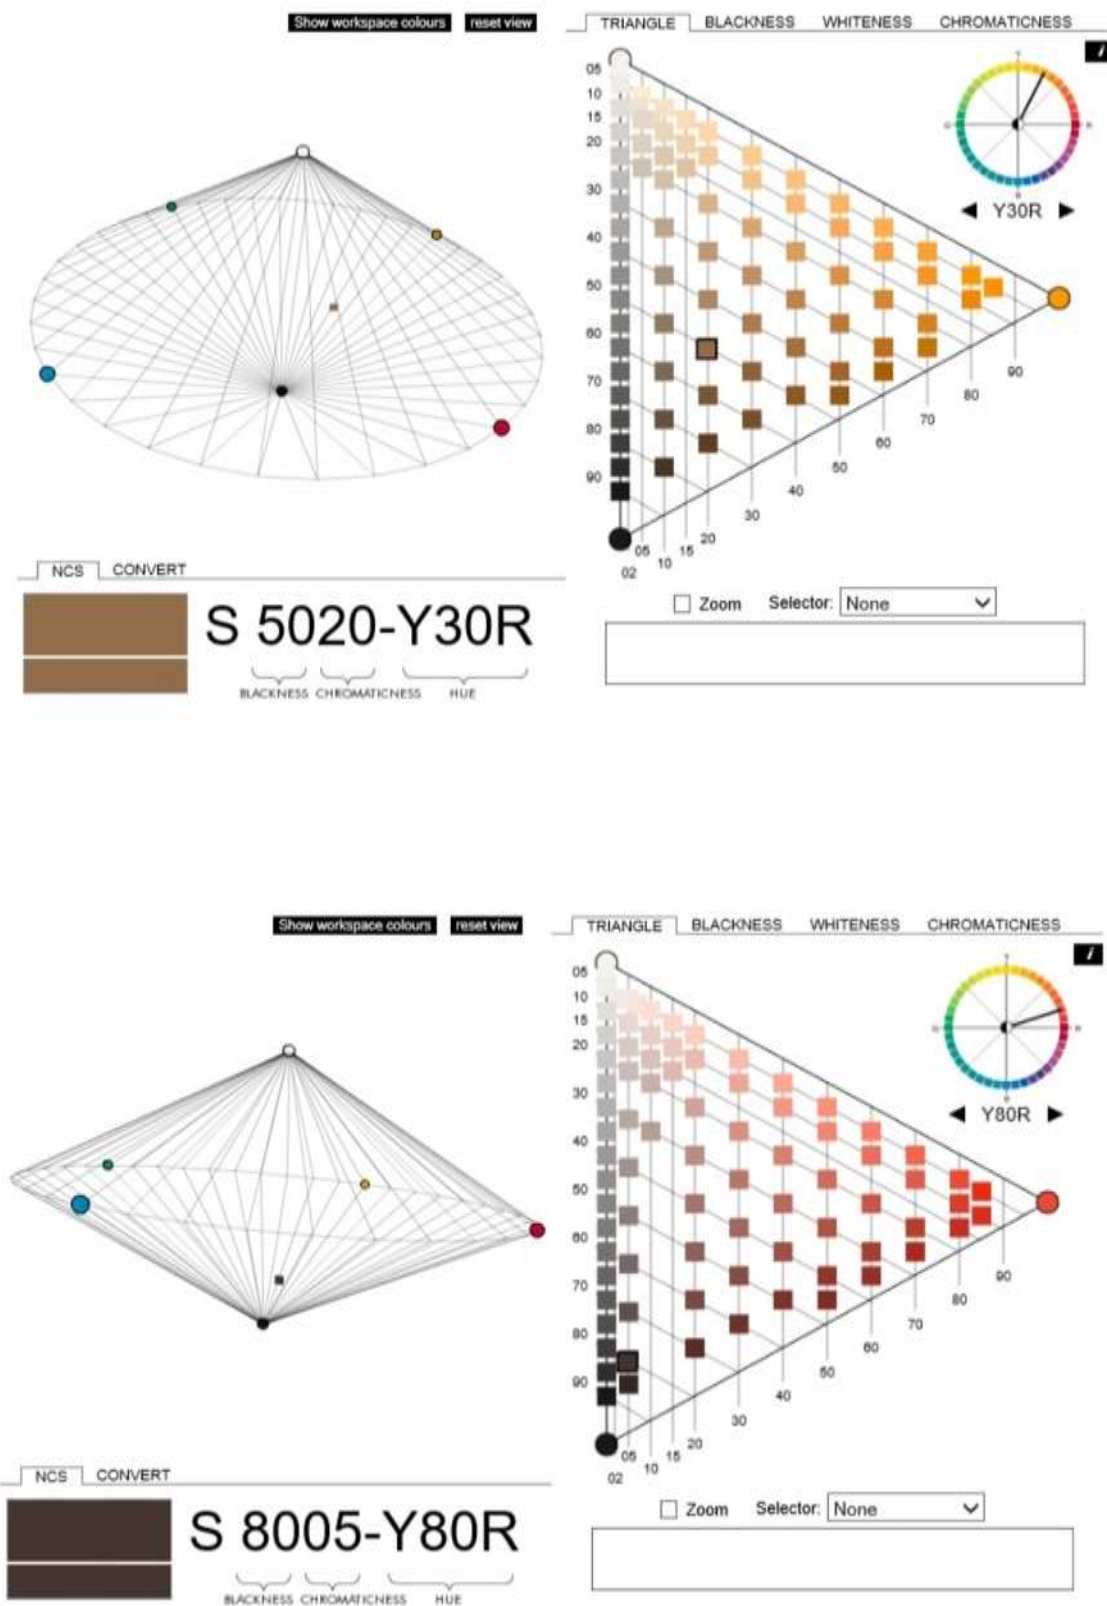 Show workspace colours reset view
TRIANGLE BLACKNESS WHITENESS CHROMATICNESS
i
05
10
15
20
30
40
50
60
70
80
90
Y
R
Y30R
90
80
70
60
50
40
30
20
15
10
05
02
NCS CONVERT
S 5020-Y30R
BLACKNESS CHROMATICNESS HUE
Zoom Selector: None
Show workspace colours reset view
TRIANGLE BLACKNESS WHITENESS CHROMATICNESS
i
05
10
15
20
30
40
50
60
70
80
90
Y
R
Y80R
90
80
70
60
50
40
30
20
15
10
05
02
NCS CONVERT
S 8005-Y80R
BLACKNESS CHROMATICNESS HUE
Zoom Selector: None